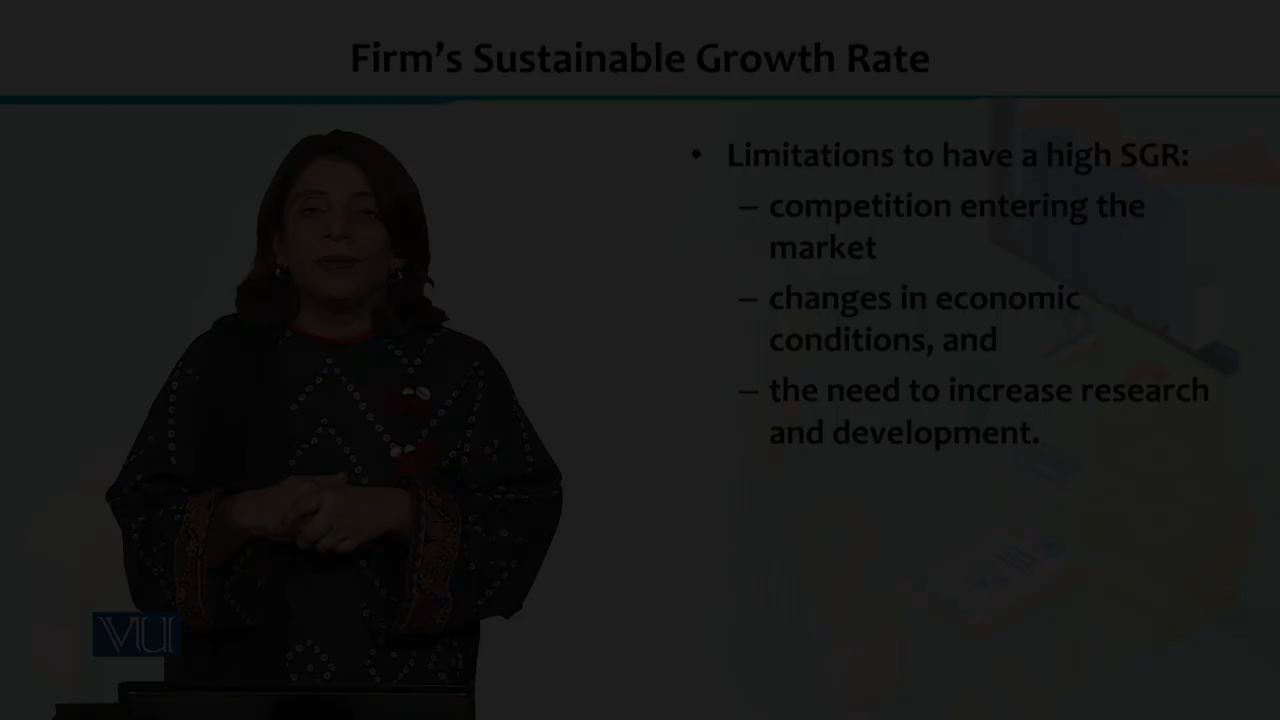 Firm’s Sustainable Growth Rate
• Limitations to have a high SGR:
– competition entering the
market
– changes in economic
conditions, and
– the need to increase research
and development.
VU